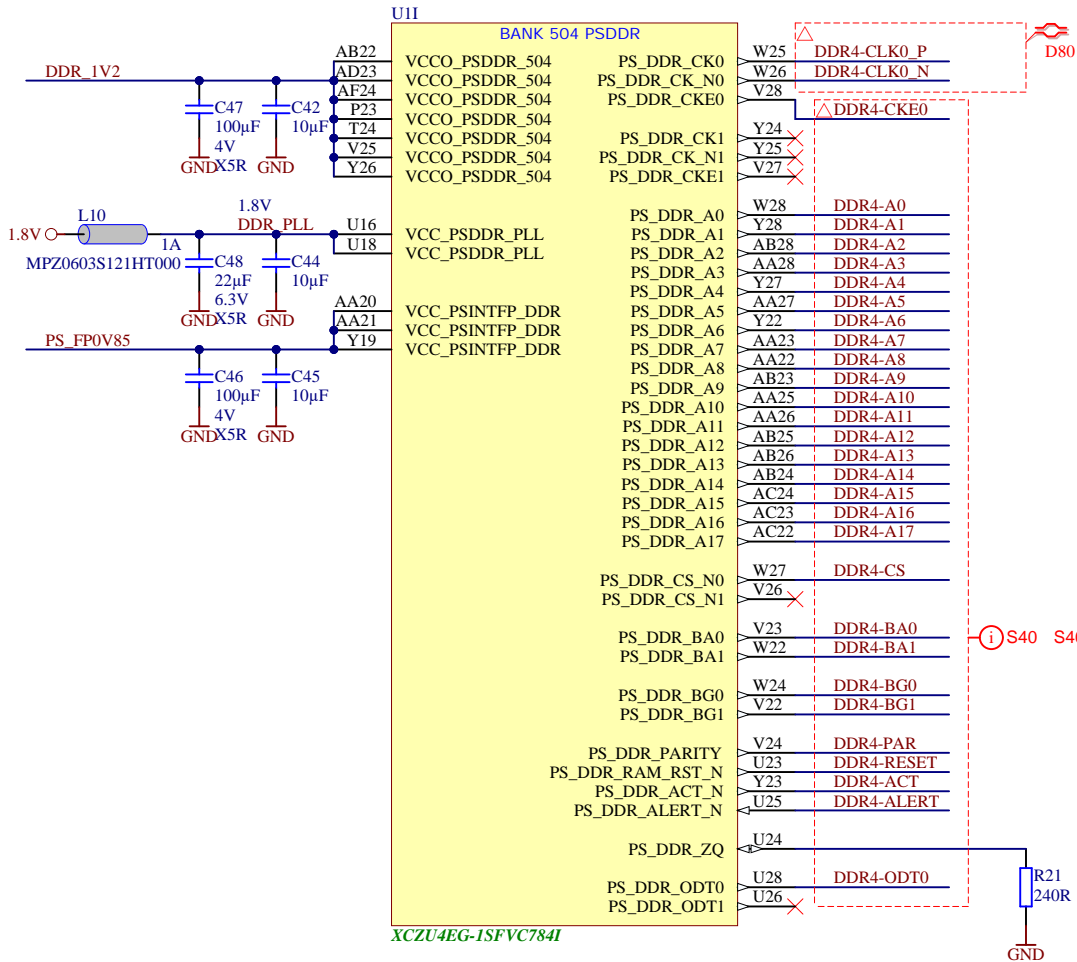 U1I
BANK 504 PSDDR
DDR_1V2
AB22 VCCO_PSDDR_504
AD23 VCCO_PSDDR_504
AF24 VCCO_PSDDR_504
P23 VCCO_PSDDR_504
T24 VCCO_PSDDR_504
V25 VCCO_PSDDR_504
Y26 VCCO_PSDDR_504
C47
100µF
4V
X5R
GND
C42
10µF
GND
1.8V
L10
1A
MPZ0603S121HT000
1.8V
DDR_PLL
U16 VCC_PSDDR_PLL
U18 VCC_PSDDR_PLL
C48
22µF
6.3V
X5R
GND
C44
10µF
GND
PS_FP0V85
AA20 VCC_PSINTFP_DDR
AA21 VCC_PSINTFP_DDR
Y19 VCC_PSINTFP_DDR
C46
100µF
4V
X5R
GND
C45
10µF
GND
PS_DDR_CK0 W25 DDR4-CLK0_P
PS_DDR_CK_N0 W26 DDR4-CLK0_N
PS_DDR_CKE0 V28 DDR4-CKE0
PS_DDR_CK1 Y24
PS_DDR_CK_N1 Y25
PS_DDR_CKE1 V27
PS_DDR_A0 W28 DDR4-A0
PS_DDR_A1 Y28 DDR4-A1
PS_DDR_A2 AB28 DDR4-A2
PS_DDR_A3 AA28 DDR4-A3
PS_DDR_A4 Y27 DDR4-A4
PS_DDR_A5 AA27 DDR4-A5
PS_DDR_A6 Y22 DDR4-A6
PS_DDR_A7 AA23 DDR4-A7
PS_DDR_A8 AA22 DDR4-A8
PS_DDR_A9 AB23 DDR4-A9
PS_DDR_A10 AA25 DDR4-A10
PS_DDR_A11 AA26 DDR4-A11
PS_DDR_A12 AB25 DDR4-A12
PS_DDR_A13 AB26 DDR4-A13
PS_DDR_A14 AB24 DDR4-A14
PS_DDR_A15 AC24 DDR4-A15
PS_DDR_A16 AC23 DDR4-A16
PS_DDR_A17 AC22 DDR4-A17
PS_DDR_CS_N0 W27 DDR4-CS
PS_DDR_CS_N1 V26
PS_DDR_BA0 V23 DDR4-BA0
PS_DDR_BA1 W22 DDR4-BA1
PS_DDR_BG0 W24 DDR4-BG0
PS_DDR_BG1 V22 DDR4-BG1
PS_DDR_PARITY V24 DDR4-PAR
PS_DDR_RAM_RST_N U23 DDR4-RESET
PS_DDR_ACT_N Y23 DDR4-ACT
PS_DDR_ALERT_N U25 DDR4-ALERT
PS_DDR_ZQ U24
PS_DDR_ODT0 U28 DDR4-ODT0
PS_DDR_ODT1 U26
D80
i S40 S40
R21
240R
GND
XCZU4EG-1SFVC784I